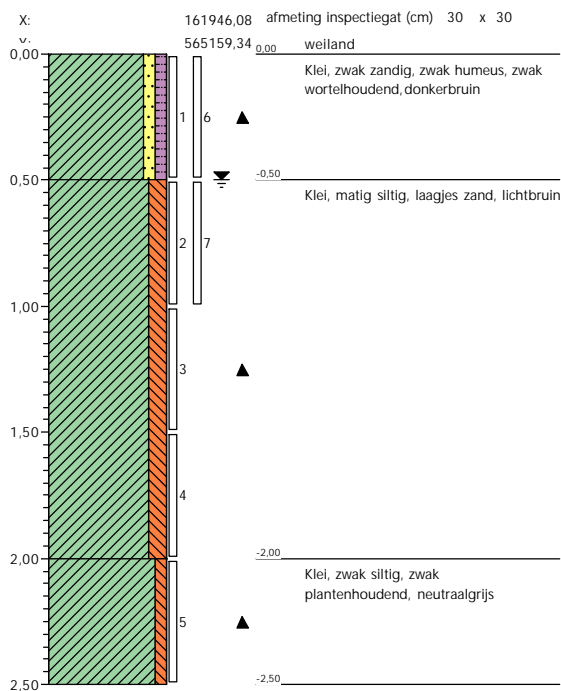 X: 161946,08 afmeting inspectiegat (cm) 30 x 30
Y: 565159,34 weiland
0,00 0,00
Klei, zwak zandig, zwak humeus, zwak
wortelhoudend, donkerbruin
1 6
0,50 -0,50
Klei, matig siltig, laagjes zand, lichtbruin
2 7
1,00
3
1,50
4
2,00 -2,00
Klei, zwak siltig, zwak
plantenhoudend, neutraalgrijs
5
2,50 -2,50